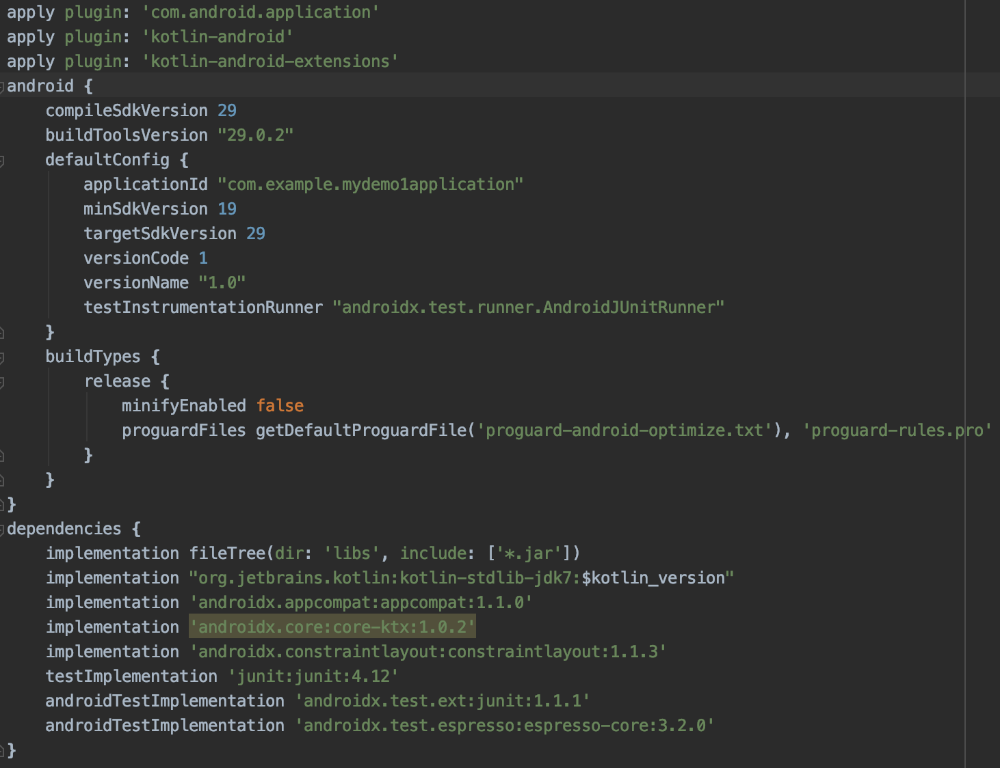 apply plugin: 'com.android.application'
apply plugin: 'kotlin-android'
apply plugin: 'kotlin-android-extensions'
android {
    compileSdkVersion 29
    buildToolsVersion "29.0.2"
    defaultConfig {
        applicationId "com.example.mydemo1application"
        minSdkVersion 19
        targetSdkVersion 29
        versionCode 1
        versionName "1.0"
        testInstrumentationRunner "androidx.test.runner.AndroidJUnitRunner"
    }
    buildTypes {
        release {
            minifyEnabled false
            proguardFiles getDefaultProguardFile('proguard-android-optimize.txt'), 'proguard-rules.pro'
        }
    }
}
dependencies {
    implementation fileTree(dir: 'libs', include: ['*.jar'])
    implementation "org.jetbrains.kotlin:kotlin-stdlib-jdk7:$kotlin_version"
    implementation 'androidx.appcompat:appcompat:1.1.0'
    implementation 'androidx.core:core-ktx:1.0.2'
    implementation 'androidx.constraintlayout:constraintlayout:1.1.3'
    testImplementation 'junit:junit:4.12'
    androidTestImplementation 'androidx.test.ext:junit:1.1.1'
    androidTestImplementation 'androidx.test.espresso:espresso-core:3.2.0'
}